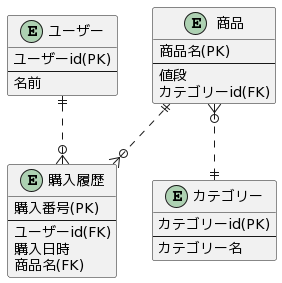 E ユーザー
ユーザーid(PK)
名前
E 商品
商品名(PK)
値段
カテゴリーid(FK)
E 購入履歴
購入番号(PK)
ユーザーid(FK)
購入日時
商品名(FK)
E カテゴリー
カテゴリーid(PK)
カテゴリー名